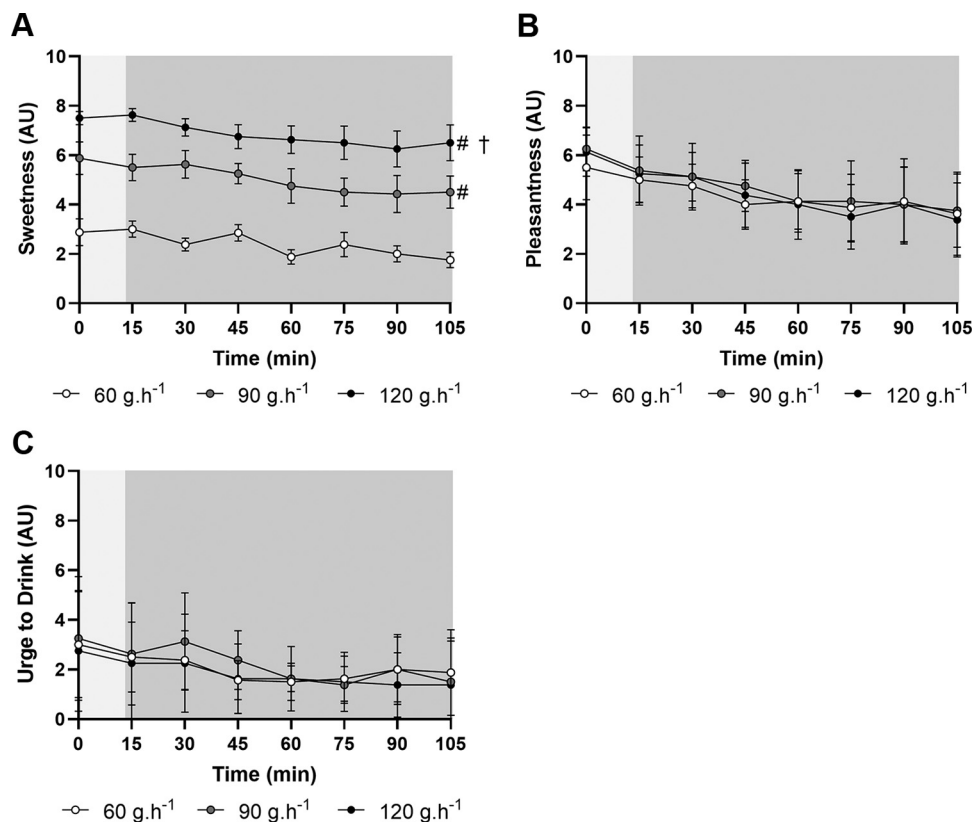 A
Sweetness (AU)
10
8
6
4
2
0
# †
#
0 15 30 45 60 75 90 105
Time (min)
60 g.h-1 90 g.h-1 120 g.h-1
B
Pleasantness (AU)
10
8
6
4
2
0
0 15 30 45 60 75 90 105
Time (min)
60 g.h-1 90 g.h-1 120 g.h-1
C
Urge to Drink (AU)
10
8
6
4
2
0
0 15 30 45 60 75 90 105
Time (min)
60 g.h-1 90 g.h-1 120 g.h-1